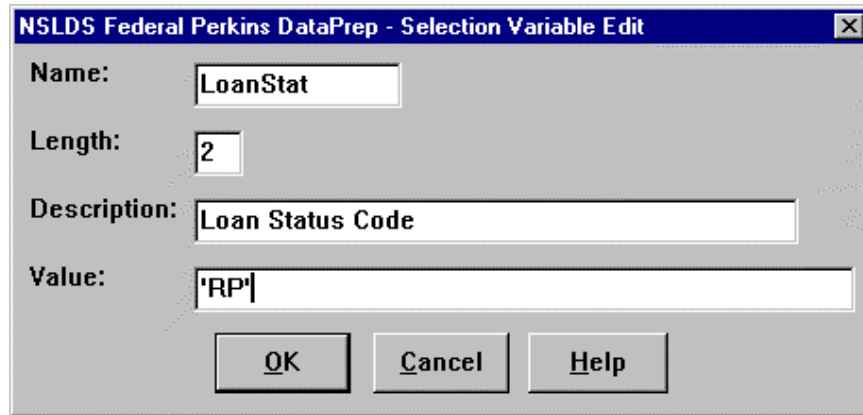 NSLDS Federal Perkins DataPrep - Selection Variable Edit
Name: LoanStat
Length: 2
Description: Loan Status Code
Value: 'RP'
OK Cancel Help